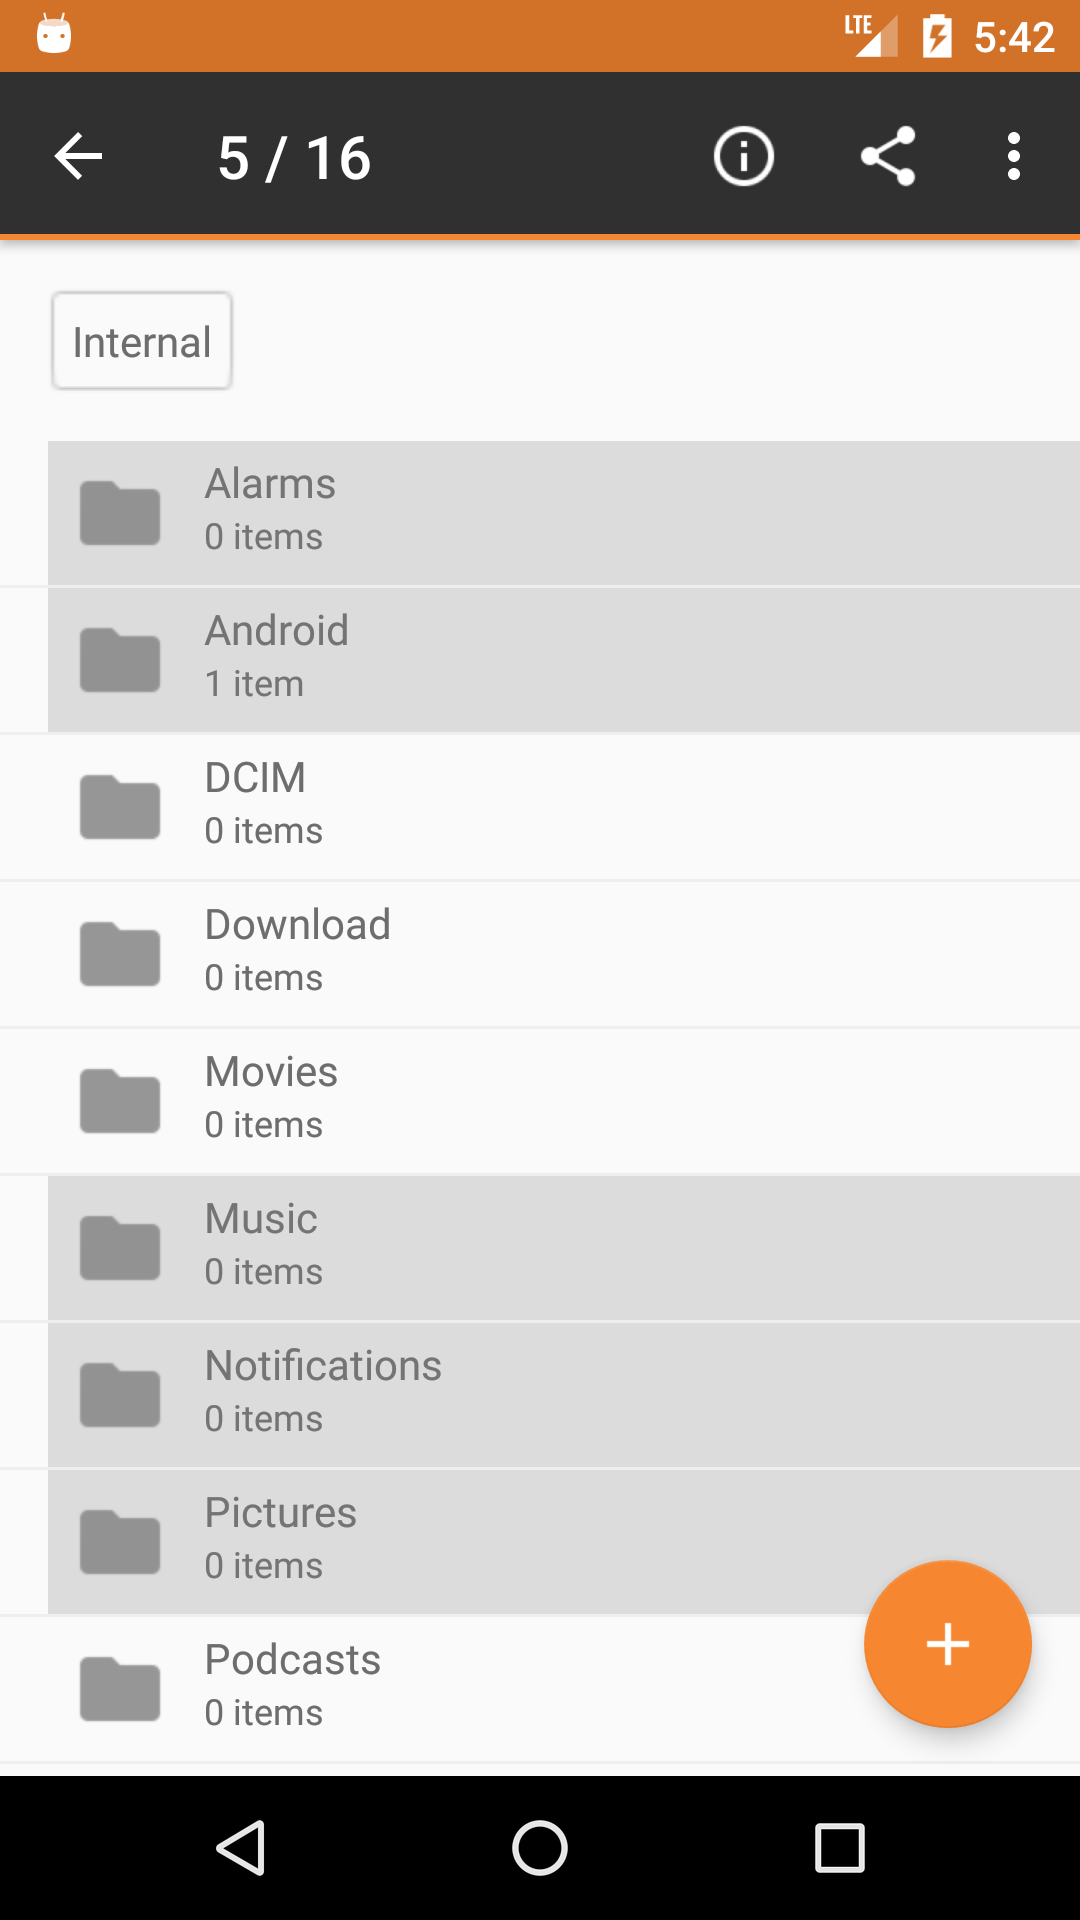 LTE 5:42
5 / 16
Internal
Alarms
0 items
Android
1 item
DCIM
0 items
Download
0 items
Movies
0 items
Music
0 items
Notifications
0 items
Pictures
0 items
Podcasts
0 items